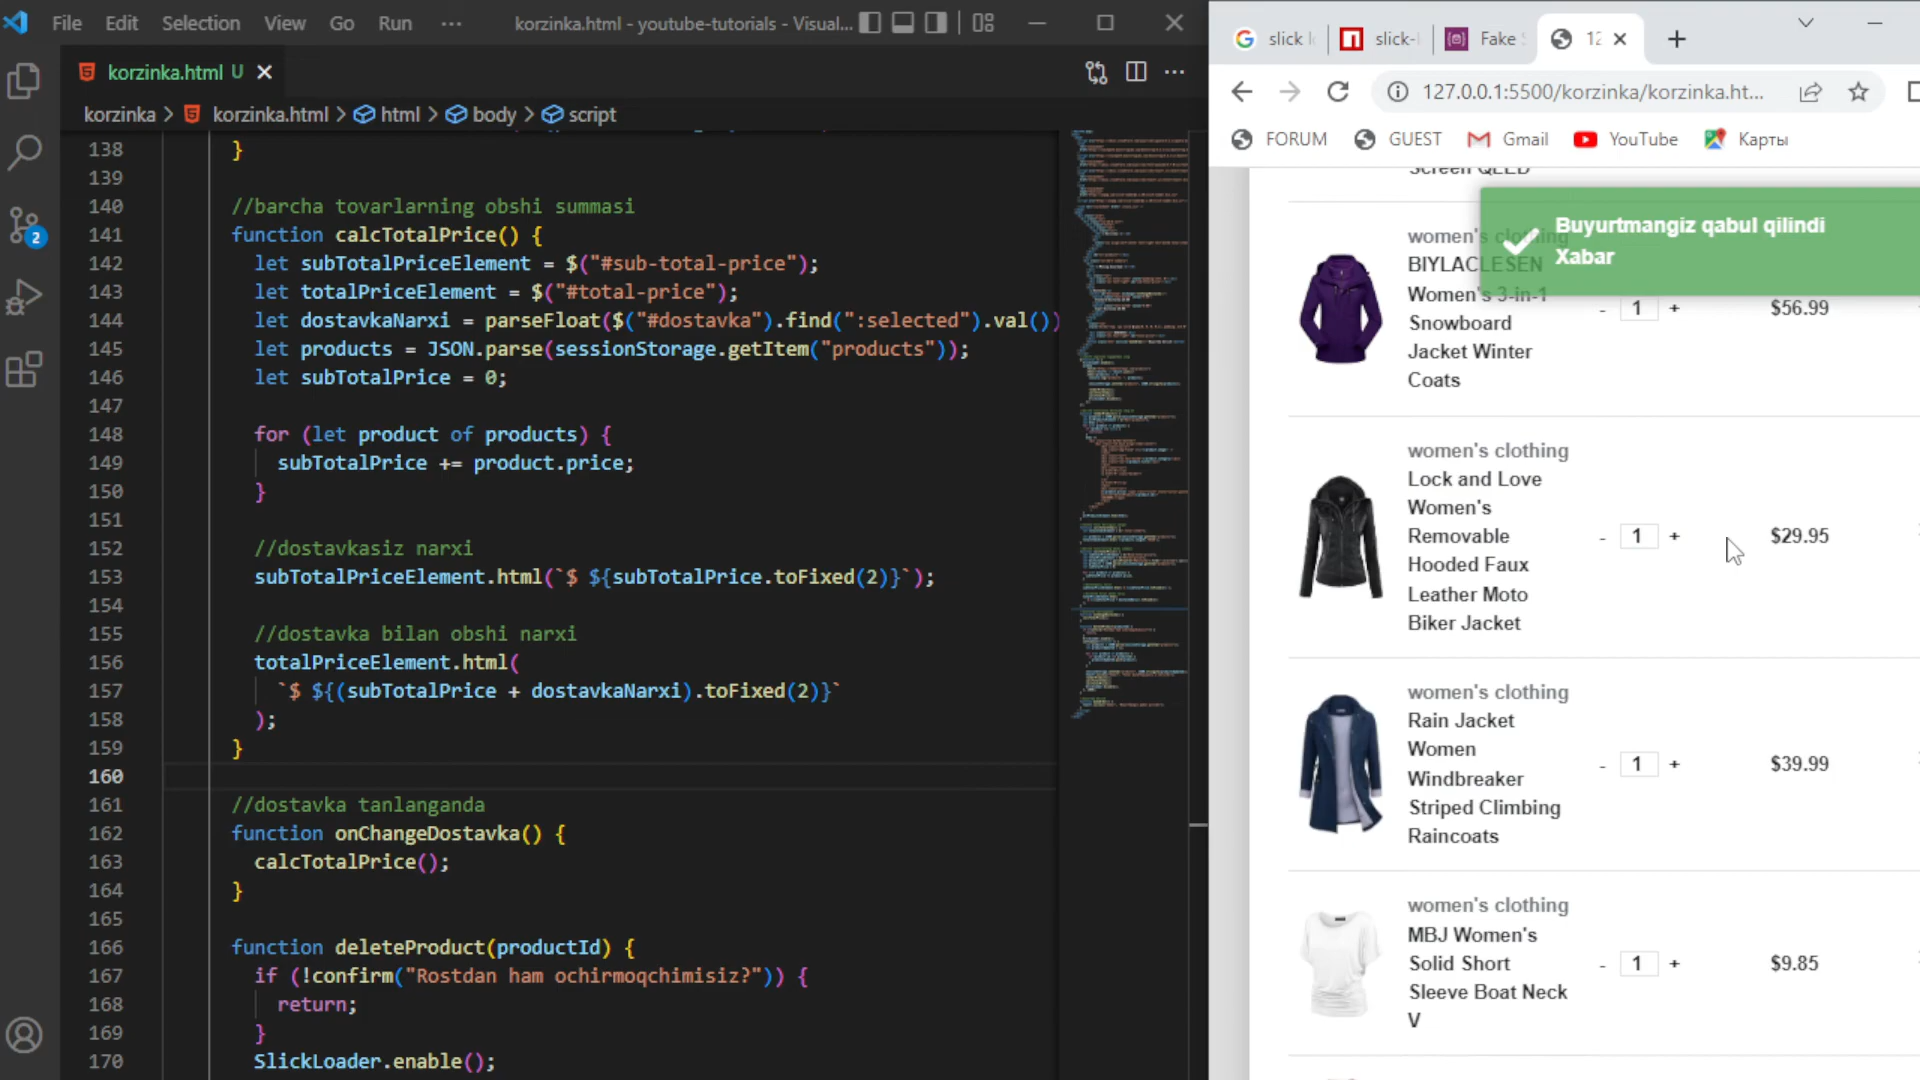 File Edit Selection View Go Run ··· korzinka.html - youtube-tutorials - Visual...
korzinka.html U
korzinka > korzinka.html > html > body > script
138 }
139
140 //barcha tovarlarning obshi summasi
141 function calcTotalPrice() {
142 let subTotalPriceElement = $("#sub-total-price");
143 let totalPriceElement = $("#total-price");
144 let dostavkaNarxi = parseFloat($("#dostavka").find(":selected").val())
145 let products = JSON.parse(sessionStorage.getItem("products"));
146 let subTotalPrice = 0;
147
148 for (let product of products) {
149 subTotalPrice += product.price;
150 }
151
152 //dostavkasiz narxi
153 subTotalPriceElement.html(`$ ${subTotalPrice.toFixed(2)}`);
154
155 //dostavka bilan obshi narxi
156 totalPriceElement.html(
157 `$ ${(subTotalPrice + dostavkaNarxi).toFixed(2)}`
158 );
159 }
160
161 //dostavka tanlanganda
162 function onChangeDostavka() {
163 calcTotalPrice();
164 }
165
166 function deleteProduct(productId) {
167 if (!confirm("Rostdan ham ochirmoqchimisiz?")) {
168 return;
169 }
170 SlickLoader.enable();
2
slick slick- Fake 12
127.0.0.1:5500/korzinka/korzinka.ht...
FORUM GUEST Gmail YouTube Карты
Screen QLED
Buyurtmangiz qabul qilindi
Xabar
women's clothing
BIYLACLESEN
Women's 3-in-1
Snowboard
Jacket Winter
Coats
- 1 + $56.99
women's clothing
Lock and Love
Women's
Removable
Hooded Faux
Leather Moto
Biker Jacket
- 1 + $29.95
women's clothing
Rain Jacket
Women
Windbreaker
Striped Climbing
Raincoats
- 1 + $39.99
women's clothing
MBJ Women's
Solid Short
Sleeve Boat Neck
V
- 1 + $9.85